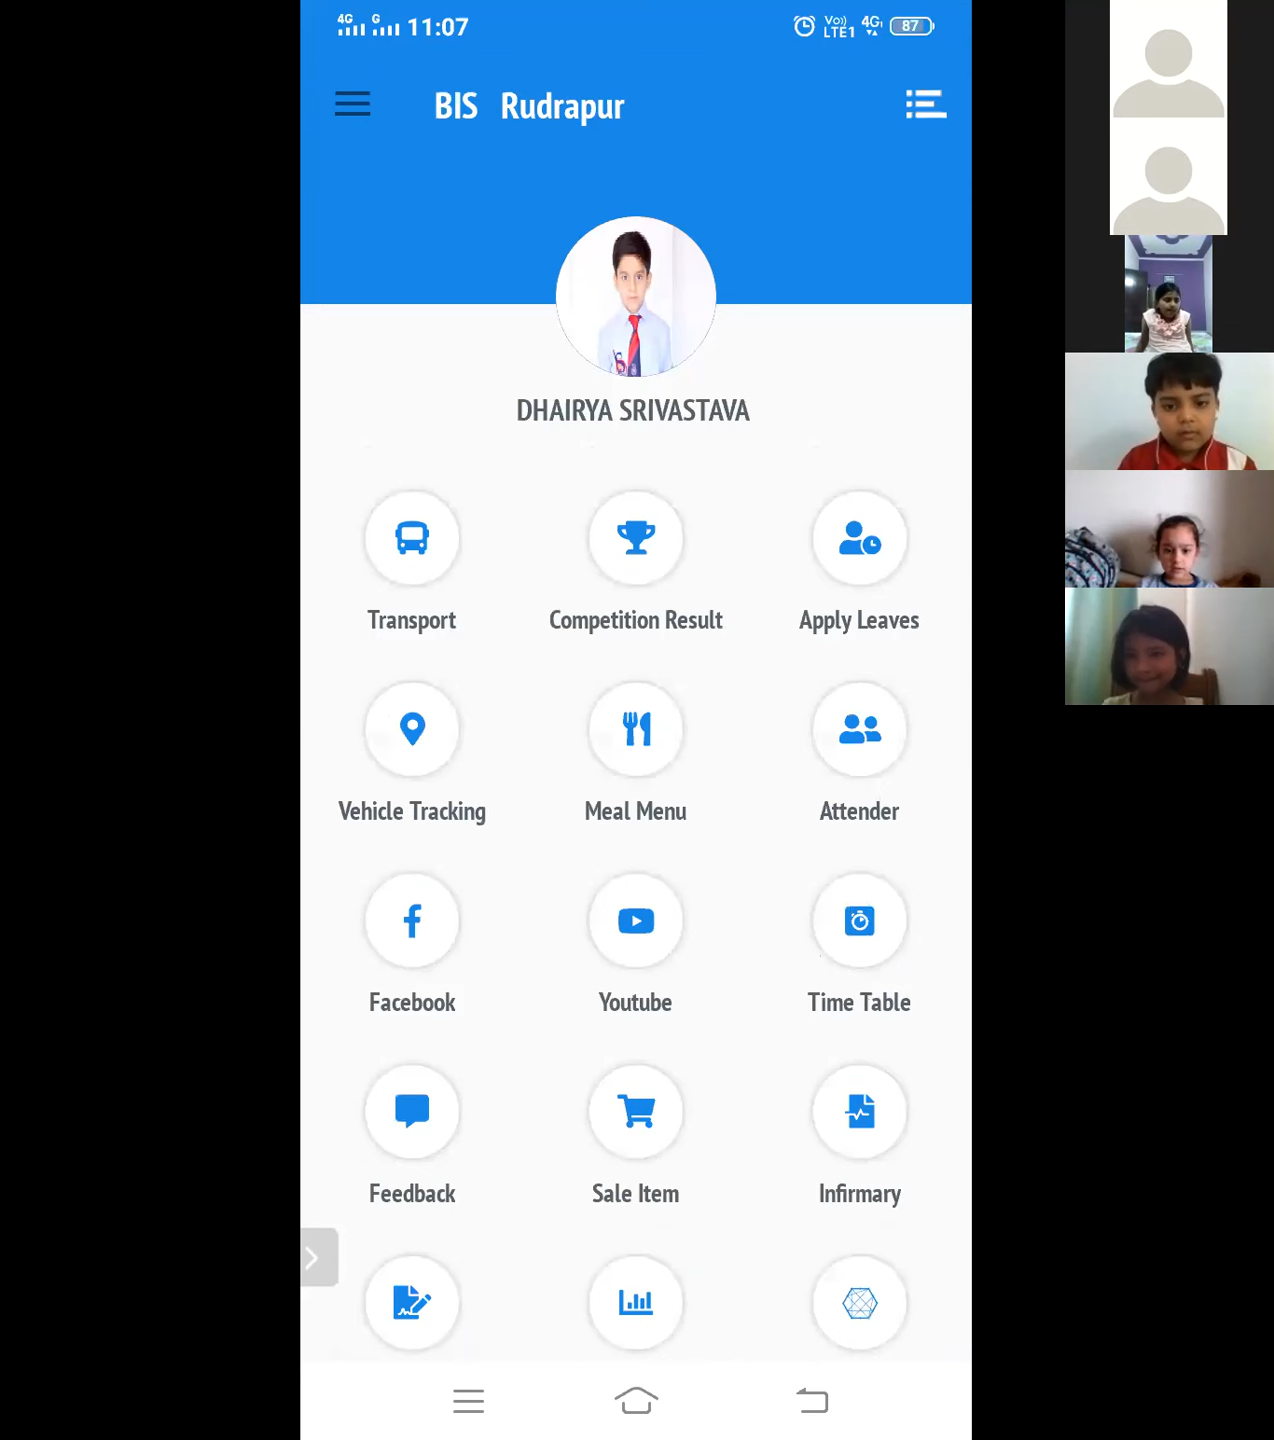 4G G 11:07 Vo)) LTE1 4G 87
BIS Rudrapur
DHAIRYA SRIVASTAVA
Transport Competition Result Apply Leaves
Vehicle Tracking Meal Menu Attender
Facebook Youtube Time Table
Feedback Sale Item Infirmary